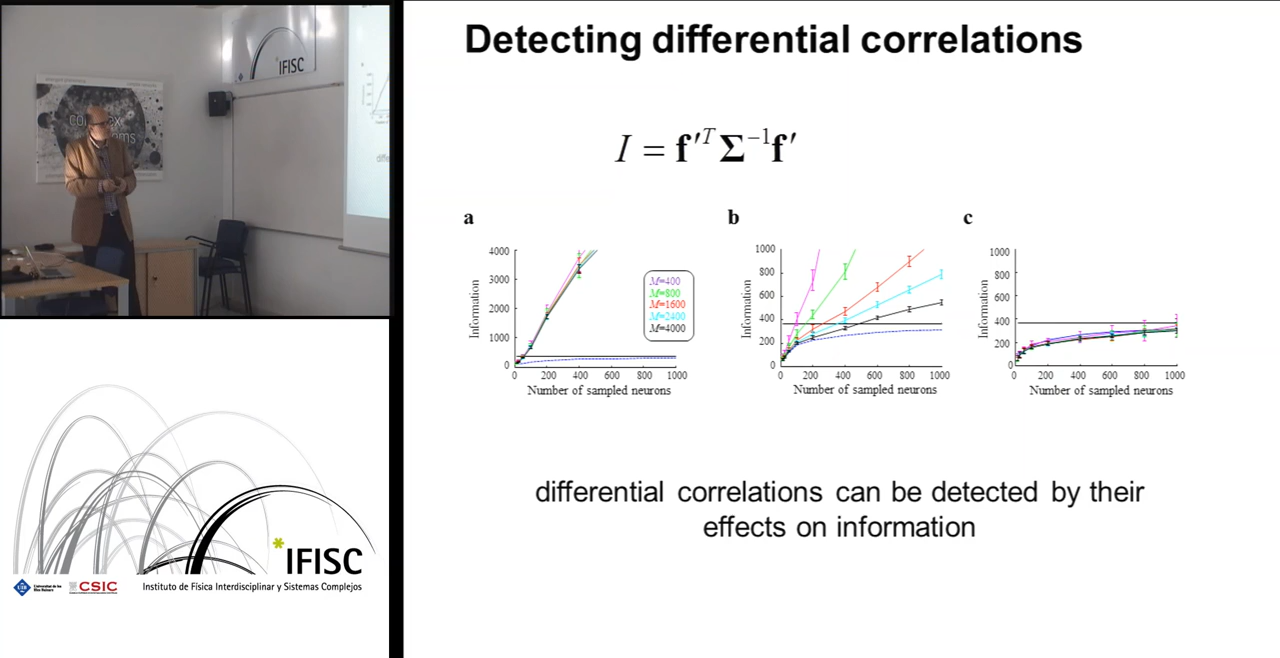 Detecting differential correlations
I = f′ᵀ Σ⁻¹ f′
a
b
c
4000
3000
2000
1000
0
Information
0 200 400 600 800 1000
Number of sampled neurons
M=400
M=800
M=1600
M=2400
M=4000
1000
800
600
400
200
0
Information
0 200 400 600 800 1000
Number of sampled neurons
1000
800
600
400
200
0
Information
0 200 400 600 800 1000
Number of sampled neurons
differential correlations can be detected by their
effects on information
IFISC
*IFISC
UIB
CSIC
Instituto de Física Interdisciplinar y Sistemas Complejos